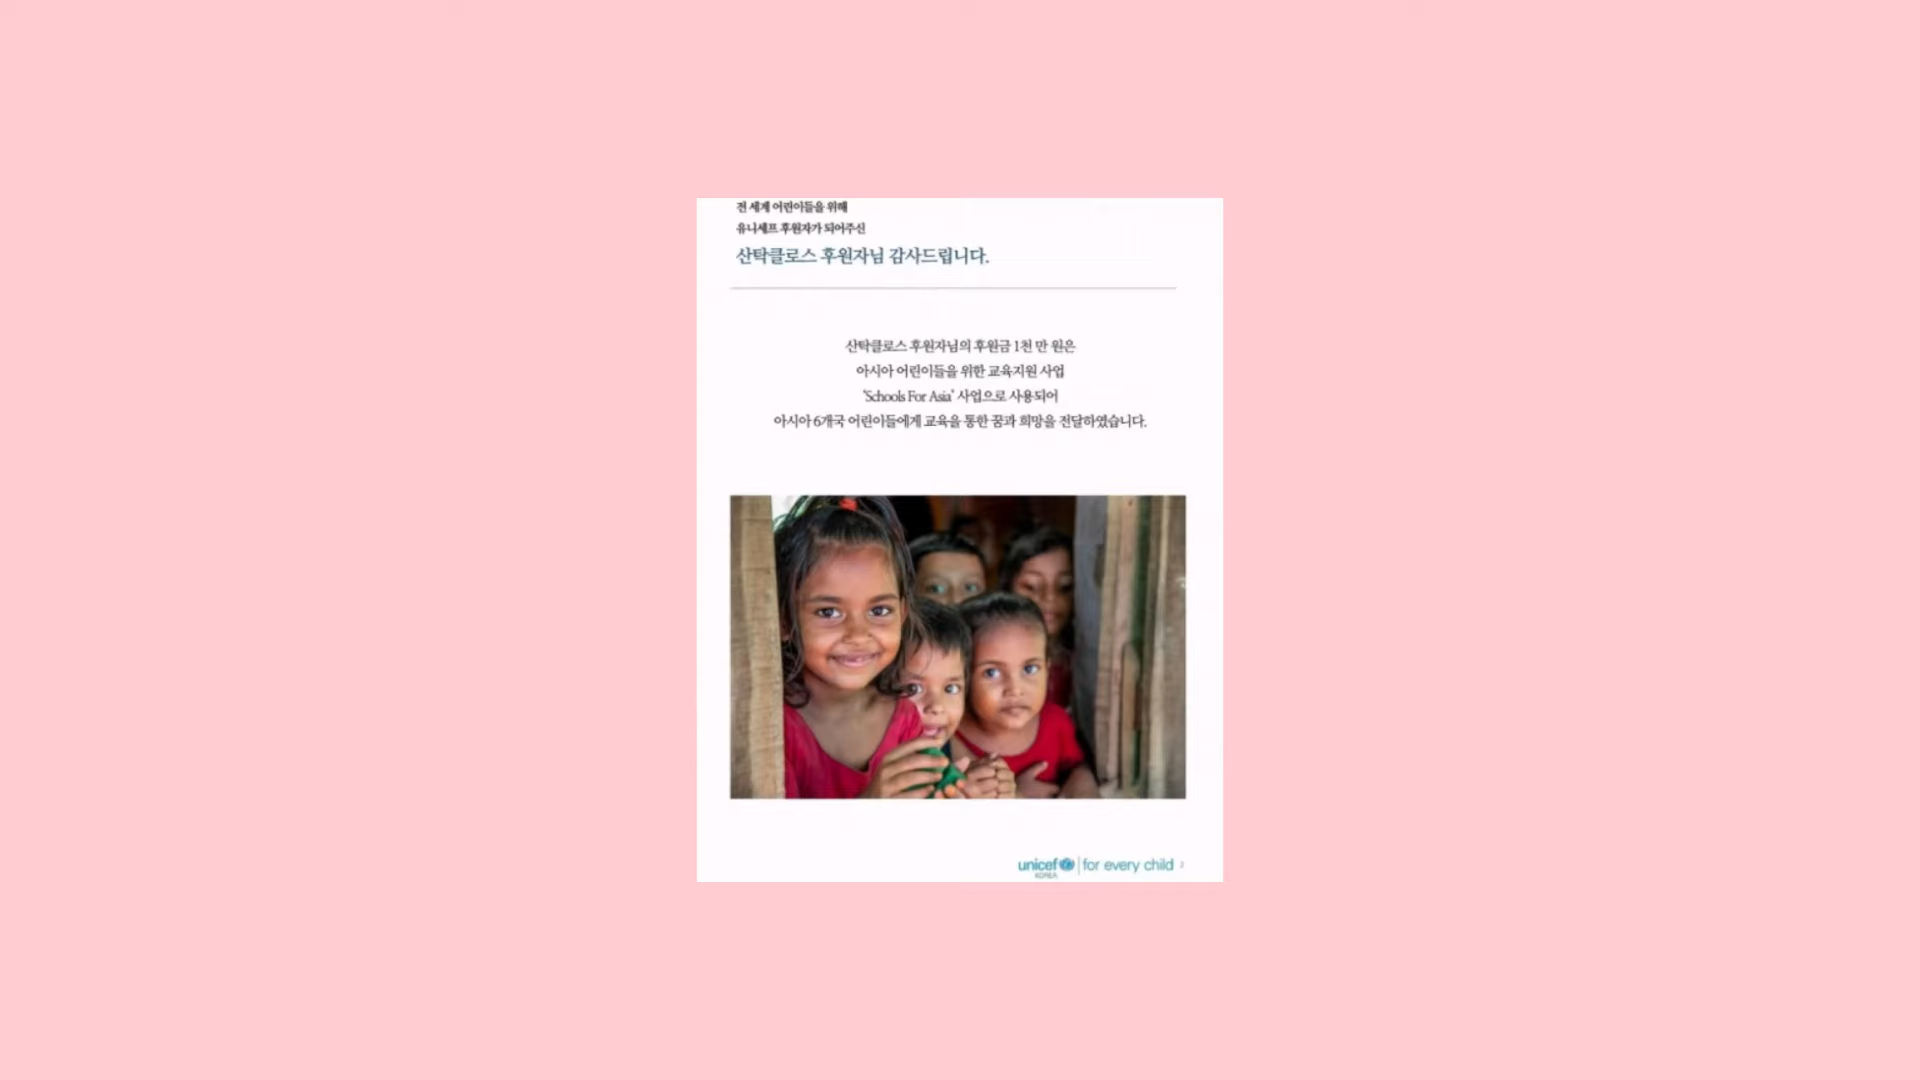 전 세계 어린이들을 위해
유니세프 후원자가 되어주신
산탁클로스 후원자님 감사드립니다.
산탁클로스 후원자님의 후원금 1천 만 원은
아시아 어린이들을 위한 교육지원 사업
'Schools For Asia' 사업으로 사용되어
아시아 6개국 어린이들에게 교육을 통한 꿈과 희망을 전달하였습니다.
unicef | for every child 2
KOREA